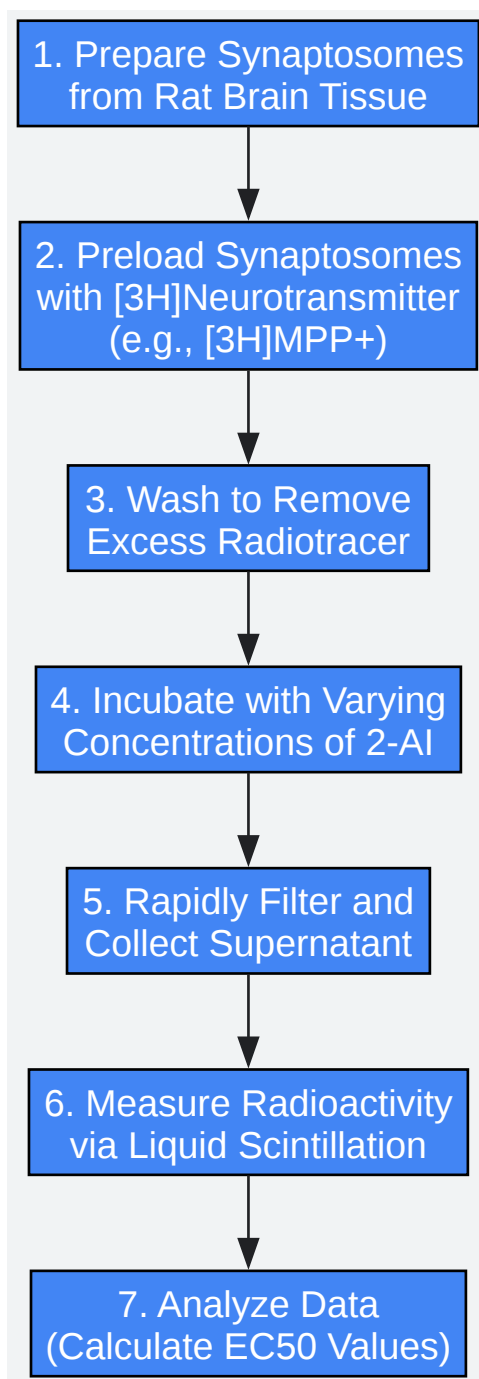 1. Prepare Synaptosomes
from Rat Brain Tissue
2. Preload Synaptosomes
with [3H]Neurotransmitter
(e.g., [3H]MPP+)
3. Wash to Remove
Excess Radiotracer
4. Incubate with Varying
Concentrations of 2-AI
5. Rapidly Filter and
Collect Supernatant
6. Measure Radioactivity
via Liquid Scintillation
7. Analyze Data
(Calculate EC50 Values)